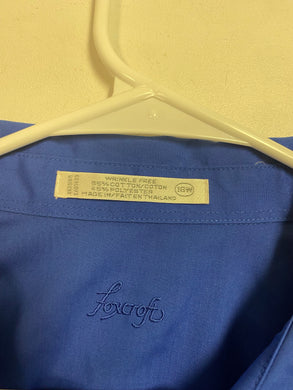 WRINKLE FREE
55% COTTON/COTON
45% POLYESTER
MADE IN/FAIT EN THAILAND
18W
foxcroft